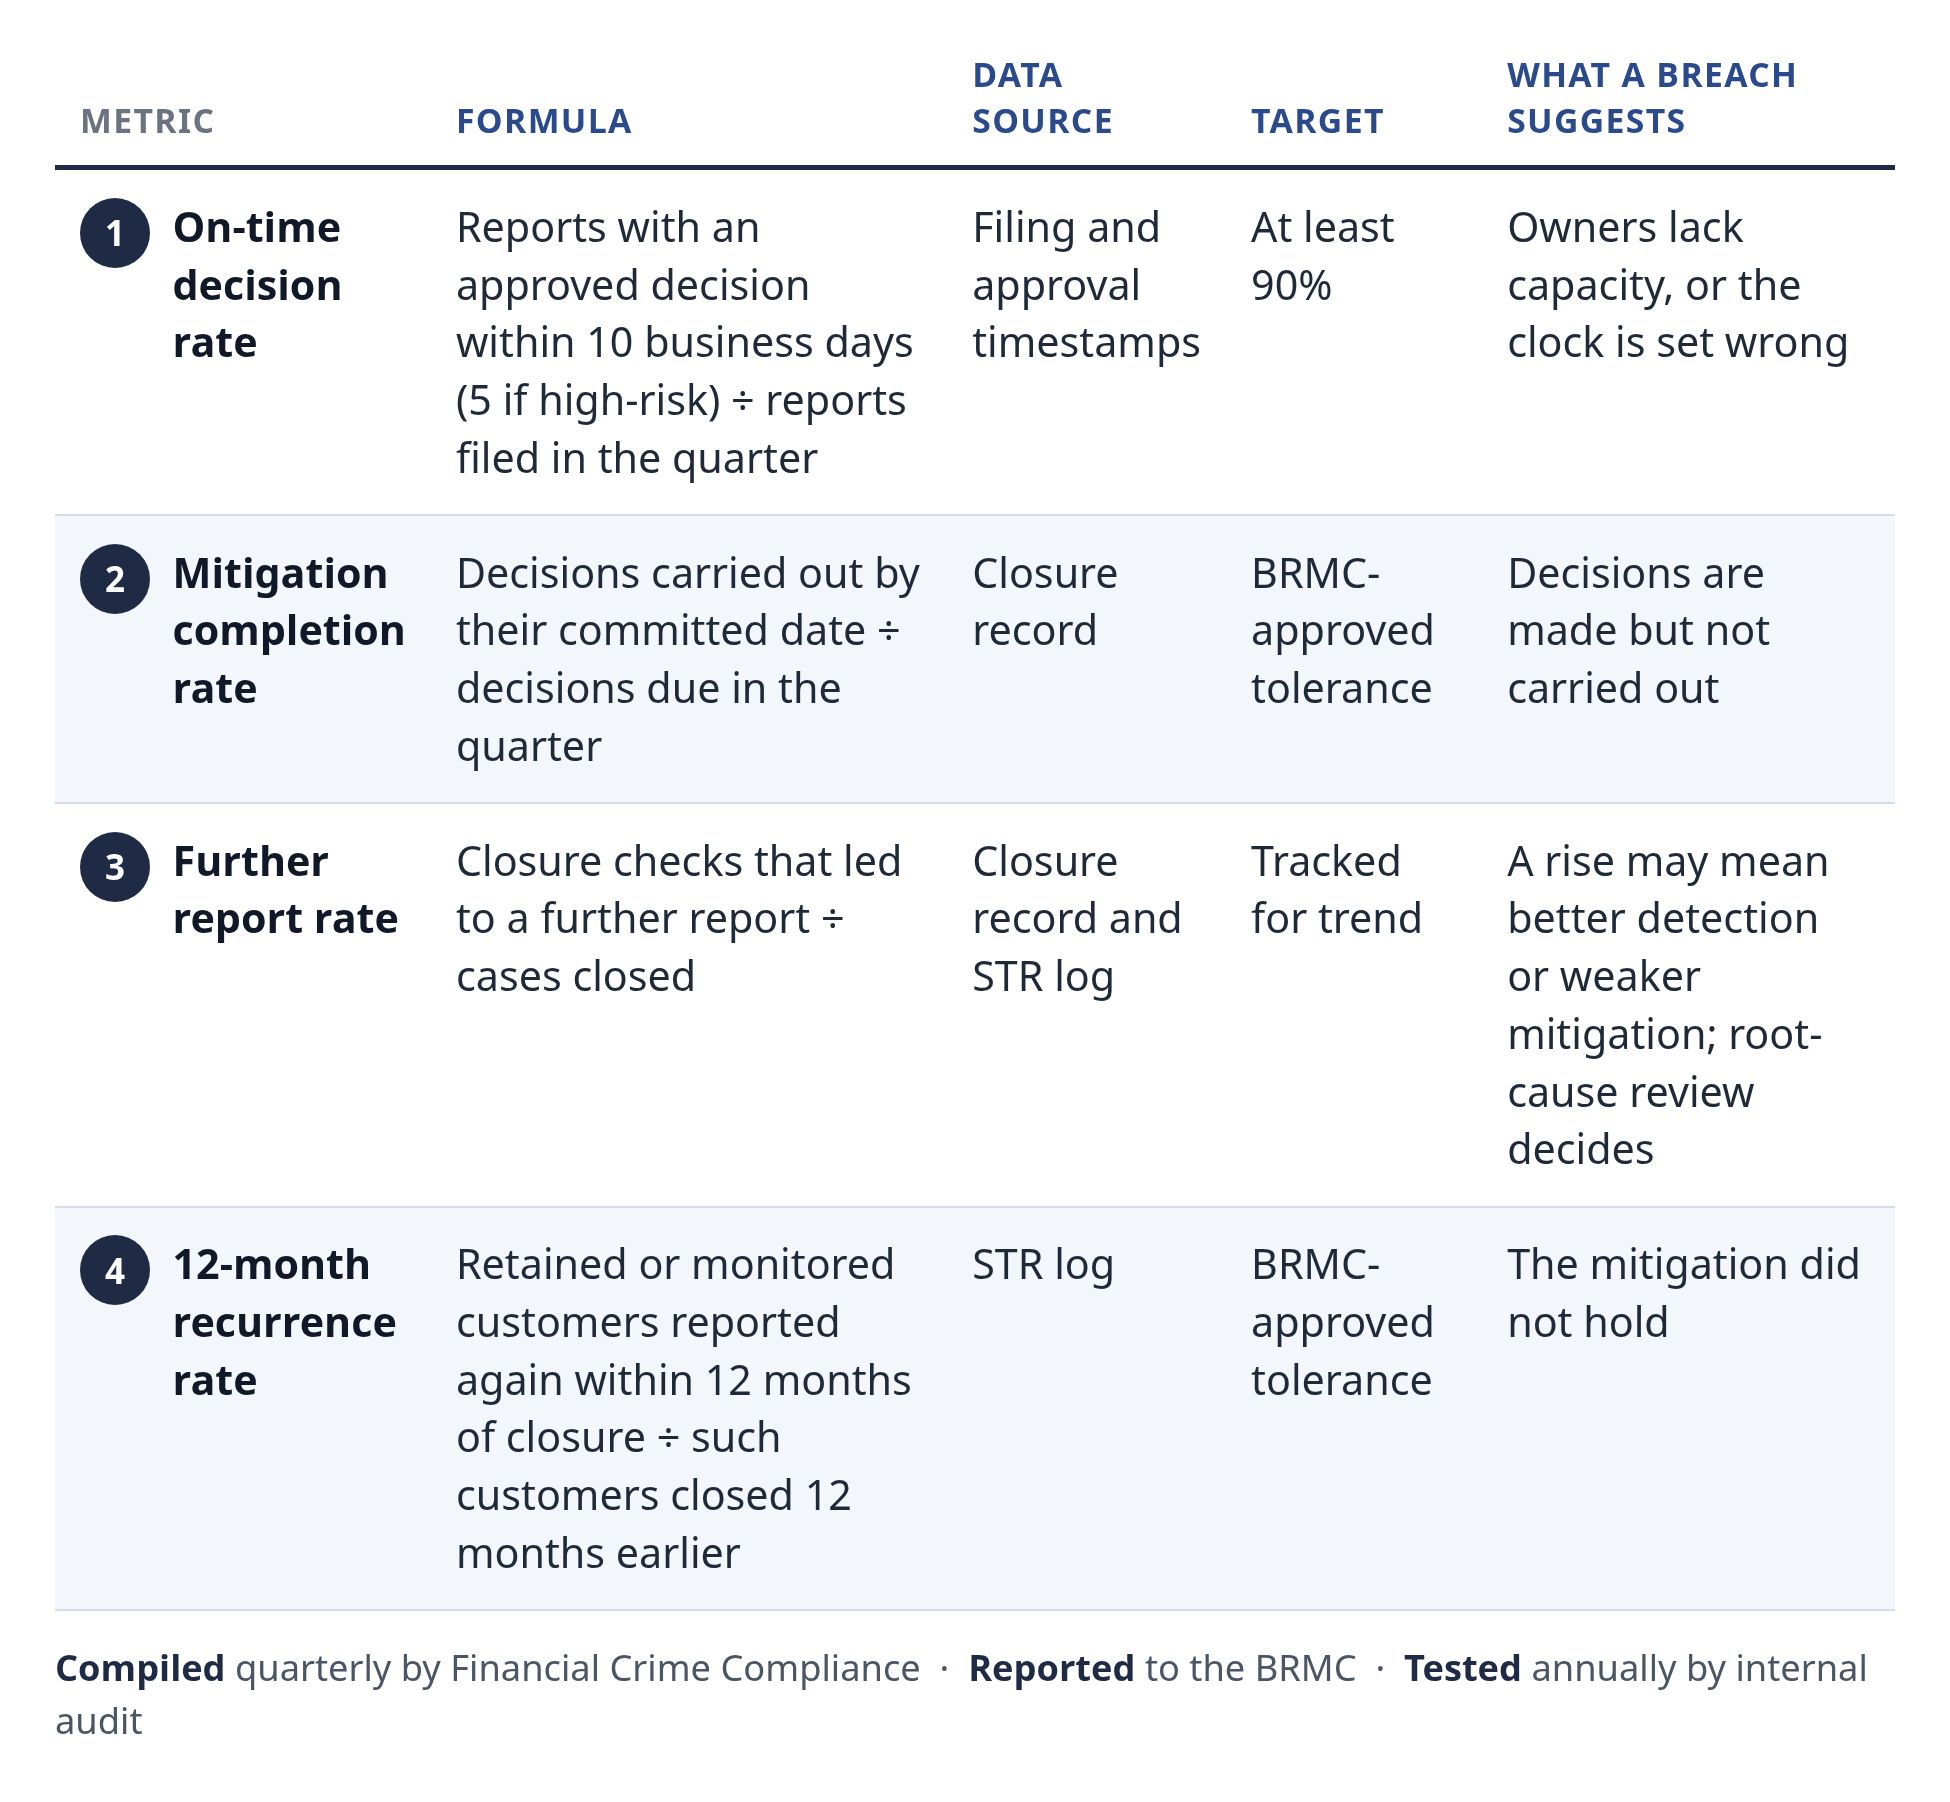 METRIC
FORMULA
DATA
SOURCE
TARGET
WHAT A BREACH
SUGGESTS
1
On-time
decision
rate
Reports with an
approved decision
within 10 business days
(5 if high-risk) ÷ reports
filed in the quarter
Filing and
approval
timestamps
At least
90%
Owners lack
capacity, or the
clock is set wrong
2
Mitigation
completion
rate
Decisions carried out by
their committed date ÷
decisions due in the
quarter
Closure
record
BRMC-
approved
tolerance
Decisions are
made but not
carried out
3
Further
report rate
Closure checks that led
to a further report ÷
cases closed
Closure
record and
STR log
Tracked
for trend
A rise may mean
better detection
or weaker
mitigation; root-
cause review
decides
4
12-month
recurrence
rate
Retained or monitored
customers reported
again within 12 months
of closure ÷ such
customers closed 12
months earlier
STR log
BRMC-
approved
tolerance
The mitigation did
not hold
Compiled quarterly by Financial Crime Compliance · Reported to the BRMC · Tested annually by internal
audit